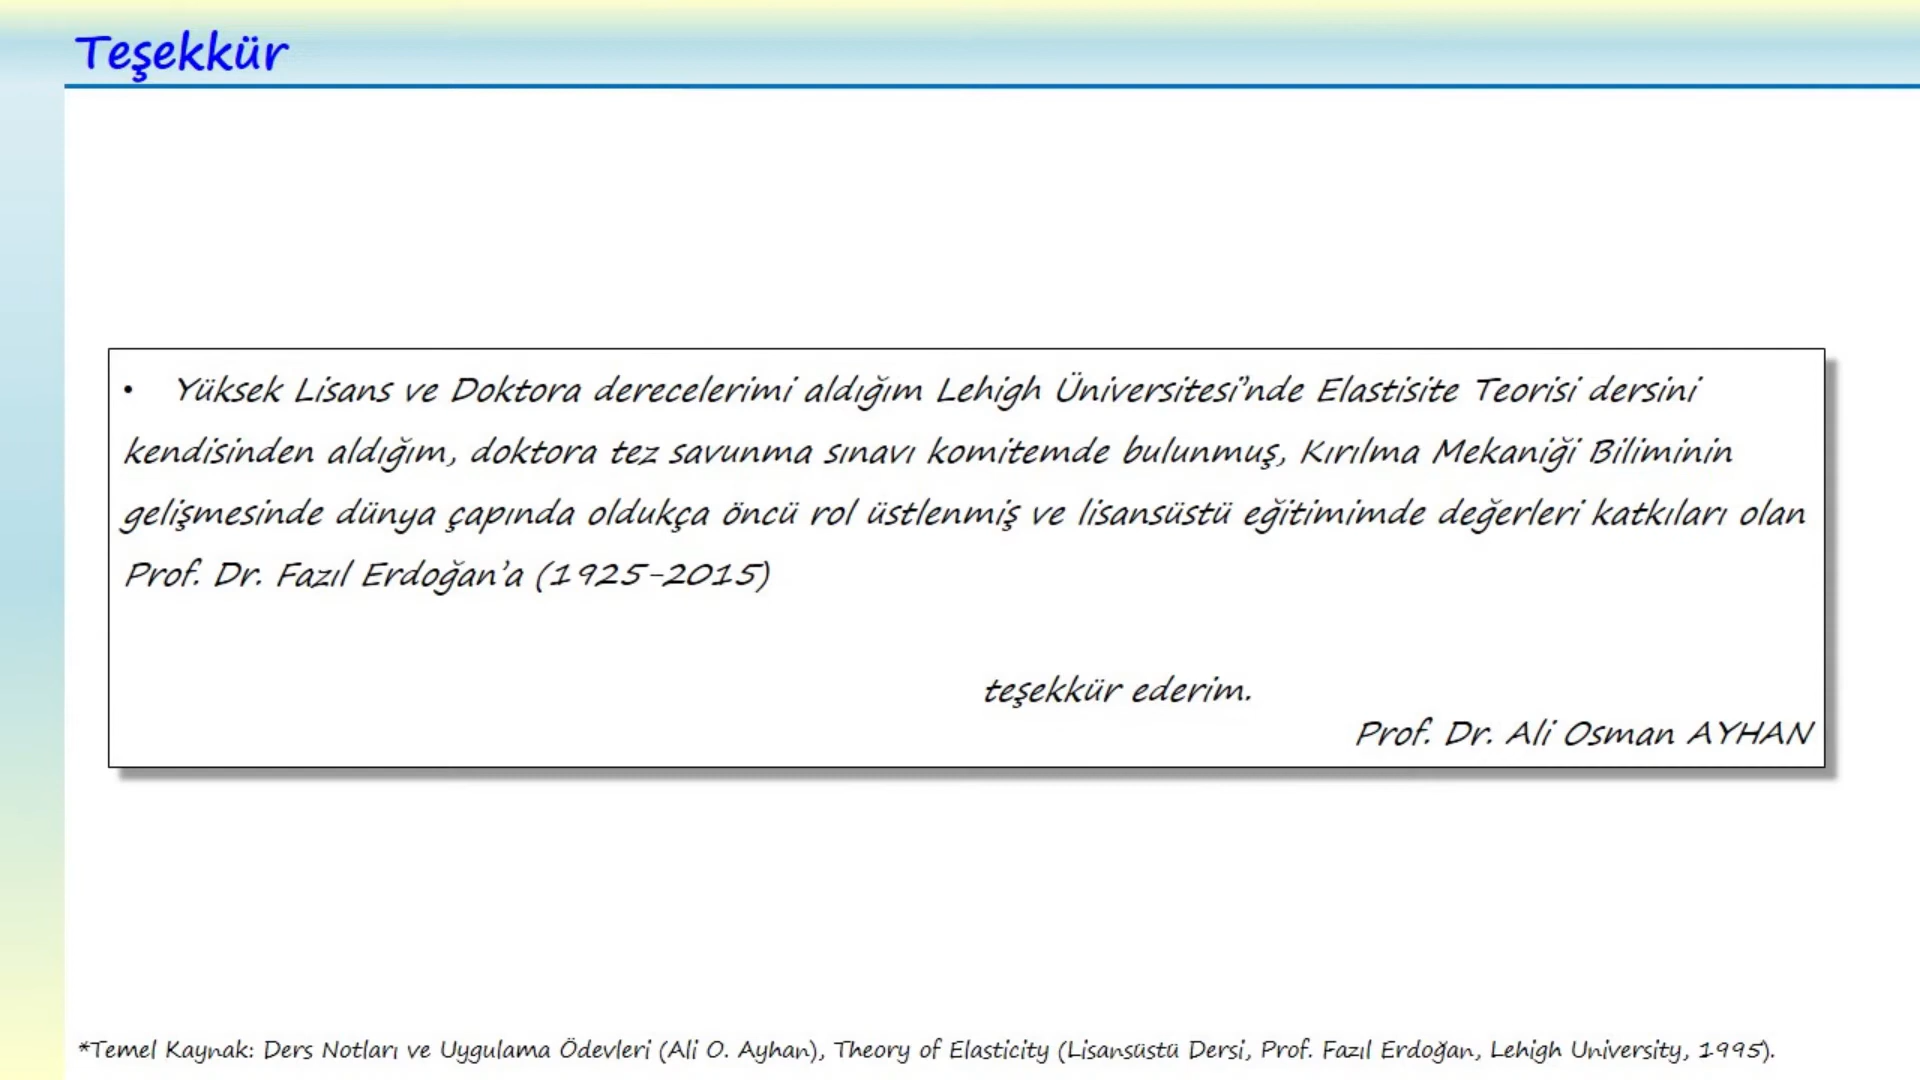 Teşekkür
• Yüksek Lisans ve Doktora derecelerimi aldığım Lehigh Üniversitesi’nde Elastisite Teorisi dersini
kendisinden aldığım, doktora tez savunma sınavı komitemde bulunmuş, Kırılma Mekaniği Biliminin
gelişmesinde dünya çapında oldukça öncü rol üstlenmiş ve lisansüstü eğitimimde değerleri katkıları olan
Prof. Dr. Fazıl Erdoğan’a (1925-2015)
teşekkür ederim.
Prof. Dr. Ali Osman AYHAN
*Temel Kaynak: Ders Notları ve Uygulama Ödevleri (Ali O. Ayhan), Theory of Elasticity (Lisansüstü Dersi, Prof. Fazıl Erdoğan, Lehigh University, 1995).